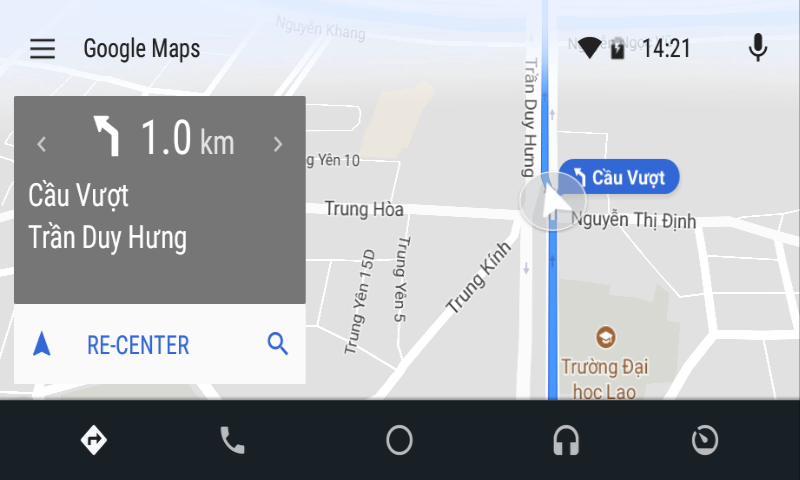 Nguyễn Khang
Google Maps
14:21
1.0 km
Cầu Vượt
Trần Duy Hưng
RE-CENTER
Trần Duy Hưng
Cầu Vượt
g Yên 10
Trung Hòa
Nguyễn Thị Định
Trung Yên 15D
Trung Yên 5
Trung Kính
Trường Đại
học Lao